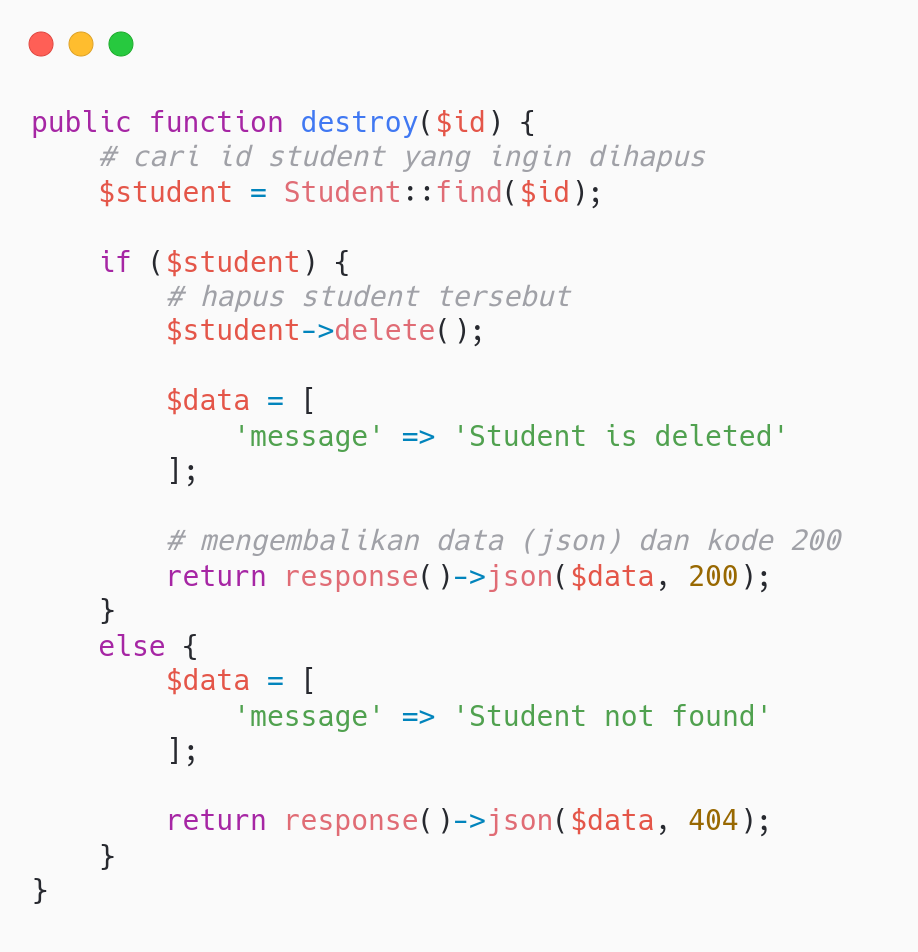 public function destroy($id) {
    # cari id student yang ingin dihapus
    $student = Student::find($id);

    if ($student) {
        # hapus student tersebut
        $student->delete();

        $data = [
            'message' => 'Student is deleted'
        ];

        # mengembalikan data (json) dan kode 200
        return response()->json($data, 200);
    }
    else {
        $data = [
            'message' => 'Student not found'
        ];

        return response()->json($data, 404);
    }
}